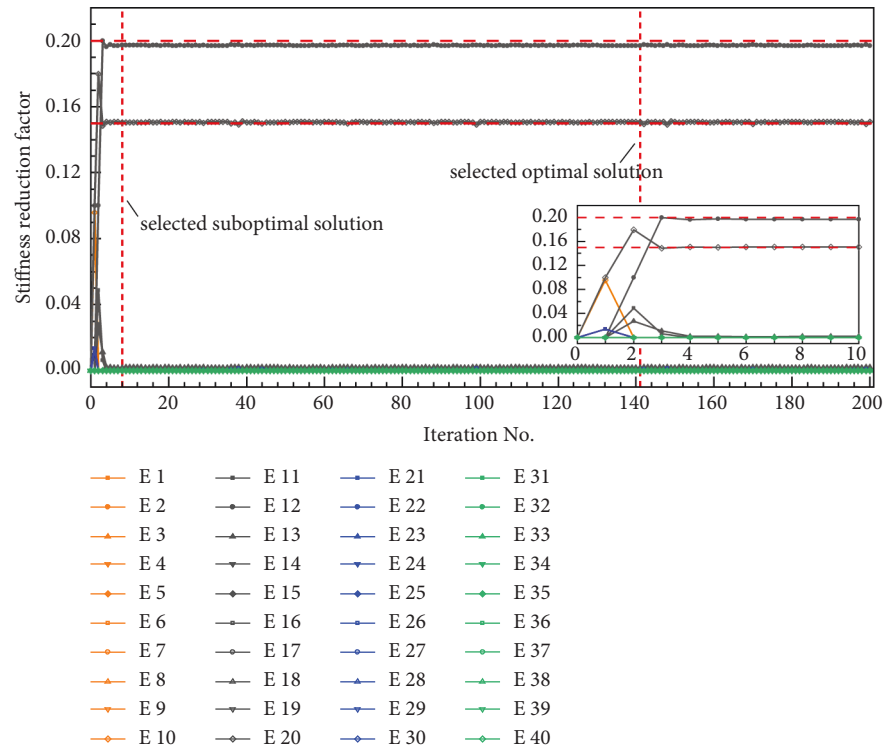 Stiffness reduction factor
0.20
0.16
0.12
0.08
0.04
0.00
selected suboptimal solution
selected optimal solution
0.20
0.16
0.12
0.08
0.04
0.00
0 2 4 6 8 10
0 20 40 60 80 100 120 140 160 180 200
Iteration No.
E 1 E 11 E 21 E 31
E 2 E 12 E 22 E 32
E 3 E 13 E 23 E 33
E 4 E 14 E 24 E 34
E 5 E 15 E 25 E 35
E 6 E 16 E 26 E 36
E 7 E 17 E 27 E 37
E 8 E 18 E 28 E 38
E 9 E 19 E 29 E 39
E 10 E 20 E 30 E 40